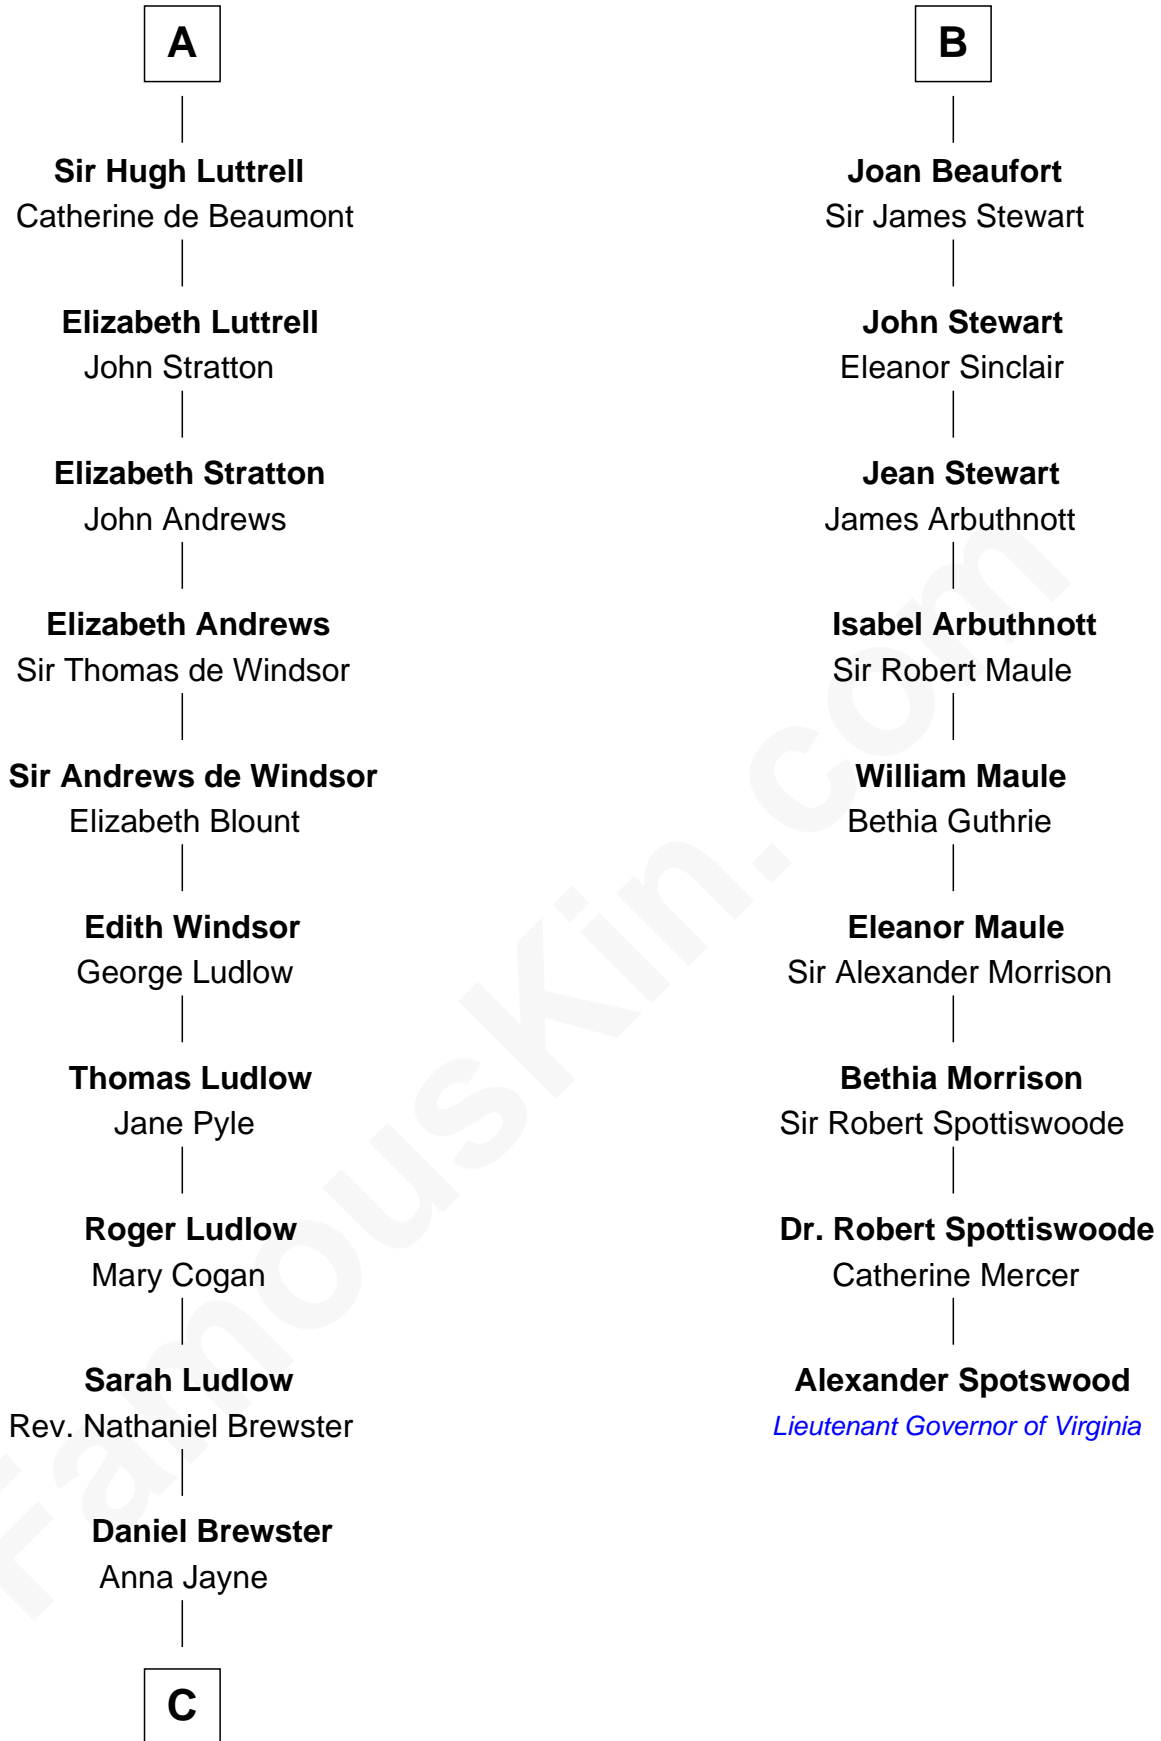 A
Sir Hugh Luttrell
Catherine de Beaumont
Elizabeth Luttrell
John Stratton
Elizabeth Stratton
John Andrews
Elizabeth Andrews
Sir Thomas de Windsor
Sir Andrews de Windsor
Elizabeth Blount
Edith Windsor
George Ludlow
Thomas Ludlow
Jane Pyle
Roger Ludlow
Mary Cogan
Sarah Ludlow
Rev. Nathaniel Brewster
Daniel Brewster
Anna Jayne
C
B
Joan Beaufort
Sir James Stewart
John Stewart
Eleanor Sinclair
Jean Stewart
James Arbuthnott
Isabel Arbuthnott
Sir Robert Maule
William Maule
Bethia Guthrie
Eleanor Maule
Sir Alexander Morrison
Bethia Morrison
Sir Robert Spottiswoode
Dr. Robert Spottiswoode
Catherine Mercer
Alexander Spotswood
Lieutenant Governor of Virginia
FamousKin.com